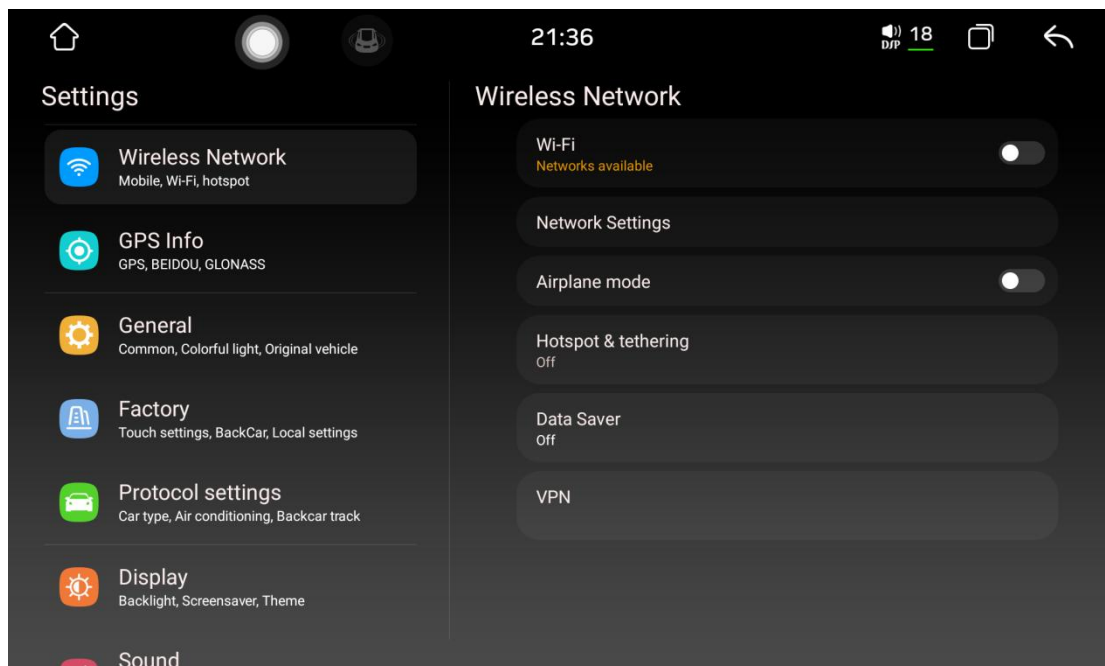 21:36
DSP
18
Settings
Wireless Network
Mobile, Wi-Fi, hotspot
GPS Info
GPS, BEIDOU, GLONASS
General
Common, Colorful light, Original vehicle
Factory
Touch settings, BackCar, Local settings
Protocol settings
Car type, Air conditioning, Backcar track
Display
Backlight, Screensaver, Theme
Sound
Wireless Network
Wi-Fi
Networks available
Network Settings
Airplane mode
Hotspot & tethering
Off
Data Saver
Off
VPN